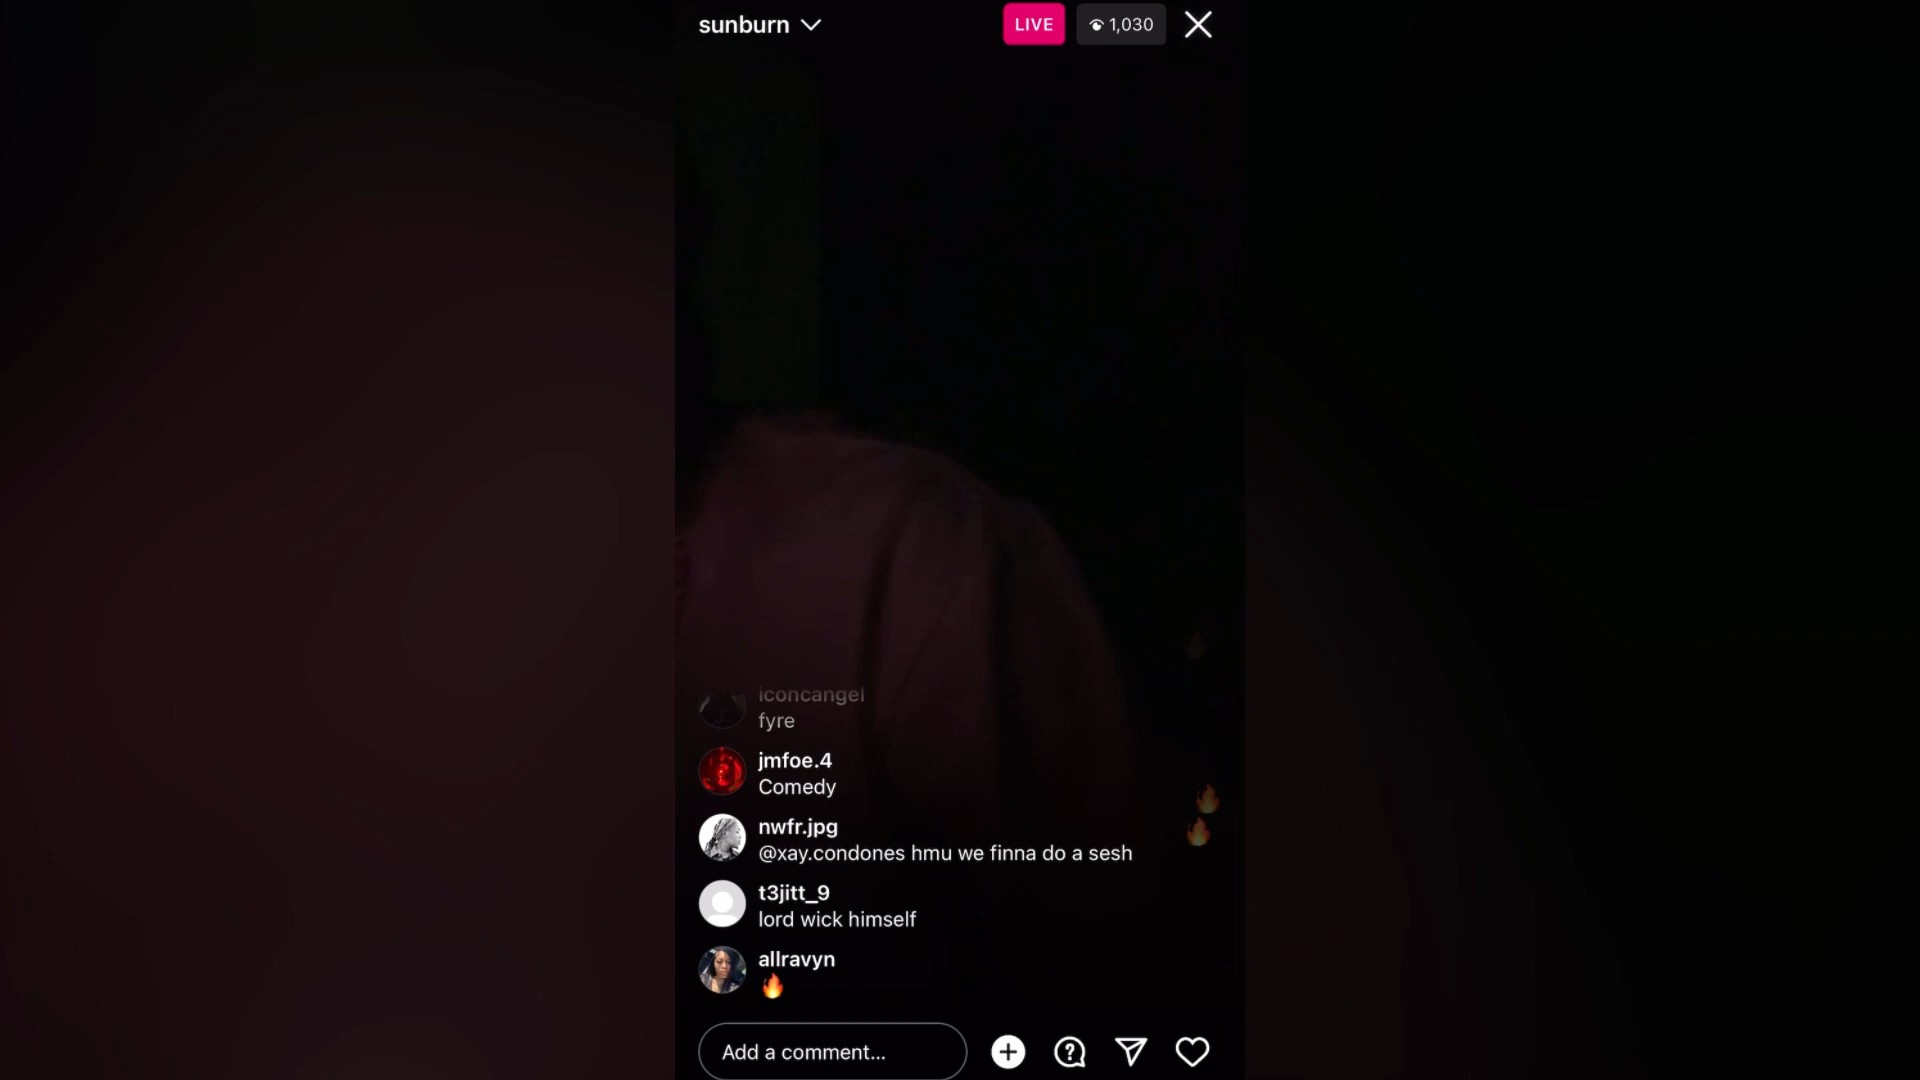 sunburn
LIVE
1,030
iconcangel
fyre
jmfoe.4
Comedy
nwfr.jpg
@xay.condones hmu we finna do a sesh
t3jitt_9
lord wick himself
allravyn
🔥
Add a comment...